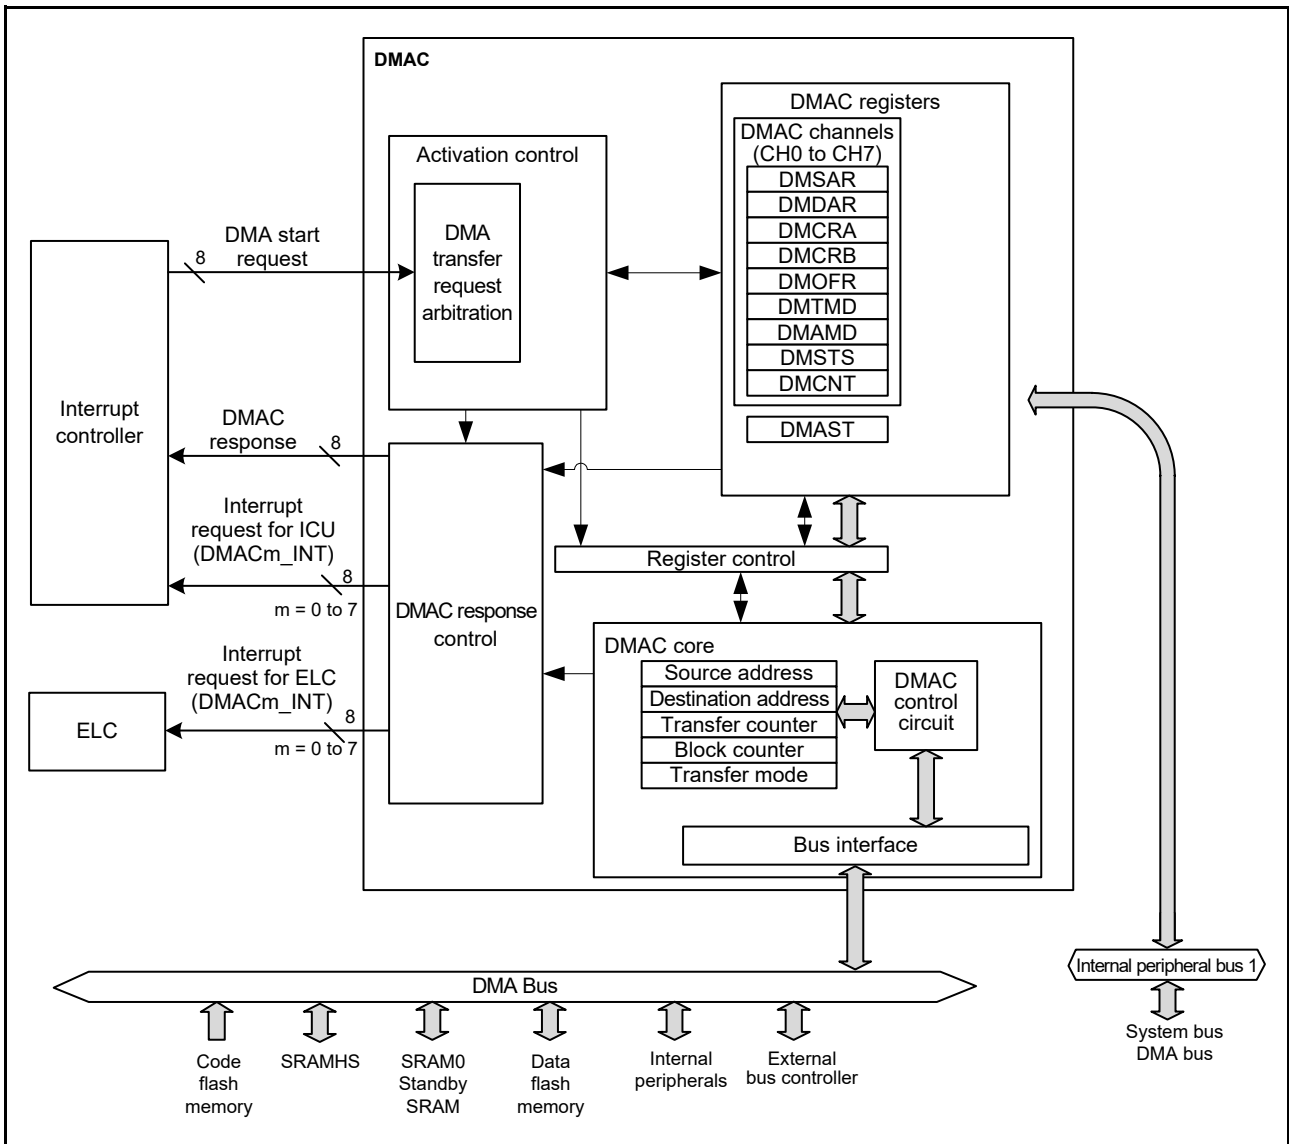 DMAC
DMAC registers
DMAC channels
(CH0 to CH7)
DMSAR
DMDAR
DMCRA
DMCRB
DMOFR
DMTMD
DMAMD
DMSTS
DMCNT
DMAST
Activation control
DMA
transfer
request
arbitration
DMA start
request
8
Interrupt
controller
DMAC
response
8
Interrupt
request for ICU
(DMACm_INT)
8
m = 0 to 7
DMAC response
control
Register control
Interrupt
request for ELC
(DMACm_INT)
8
m = 0 to 7
ELC
DMAC core
Source address
Destination address
Transfer counter
Block counter
Transfer mode
DMAC
control
circuit
Bus interface
DMA Bus
Internal peripheral bus 1
System bus
DMA bus
Code
flash
memory
SRAMHS
SRAM0
Standby
SRAM
Data
flash
memory
Internal
peripherals
External
bus controller